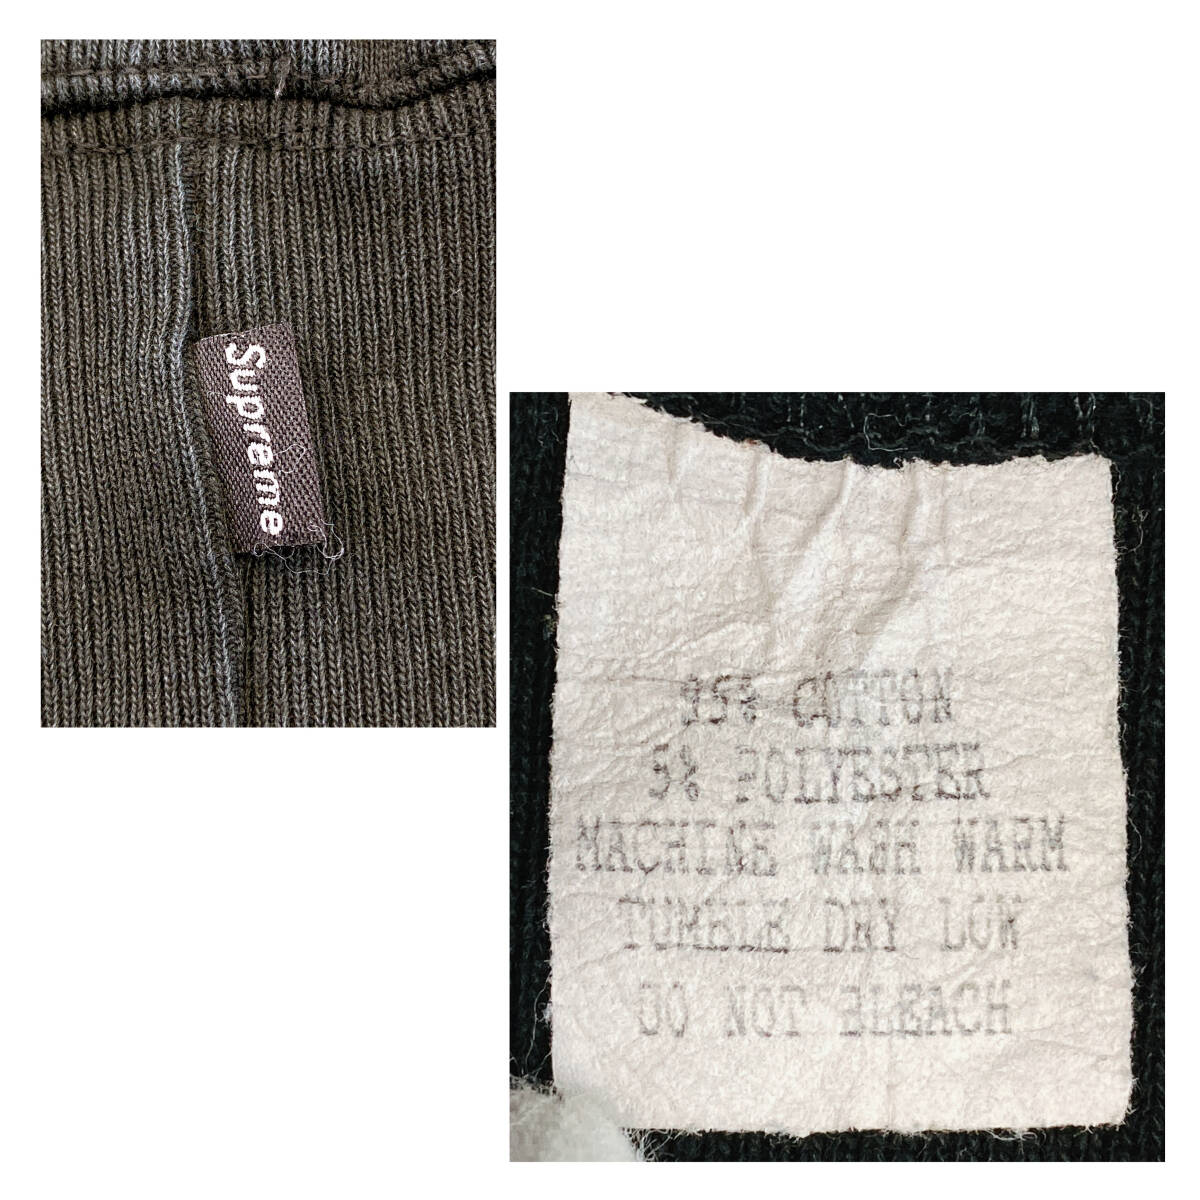 Supreme
95% COTTON
5% POLYESTER
MACHINE WASH WARM
TUMBLE DRY LOW
DO NOT BLEACH